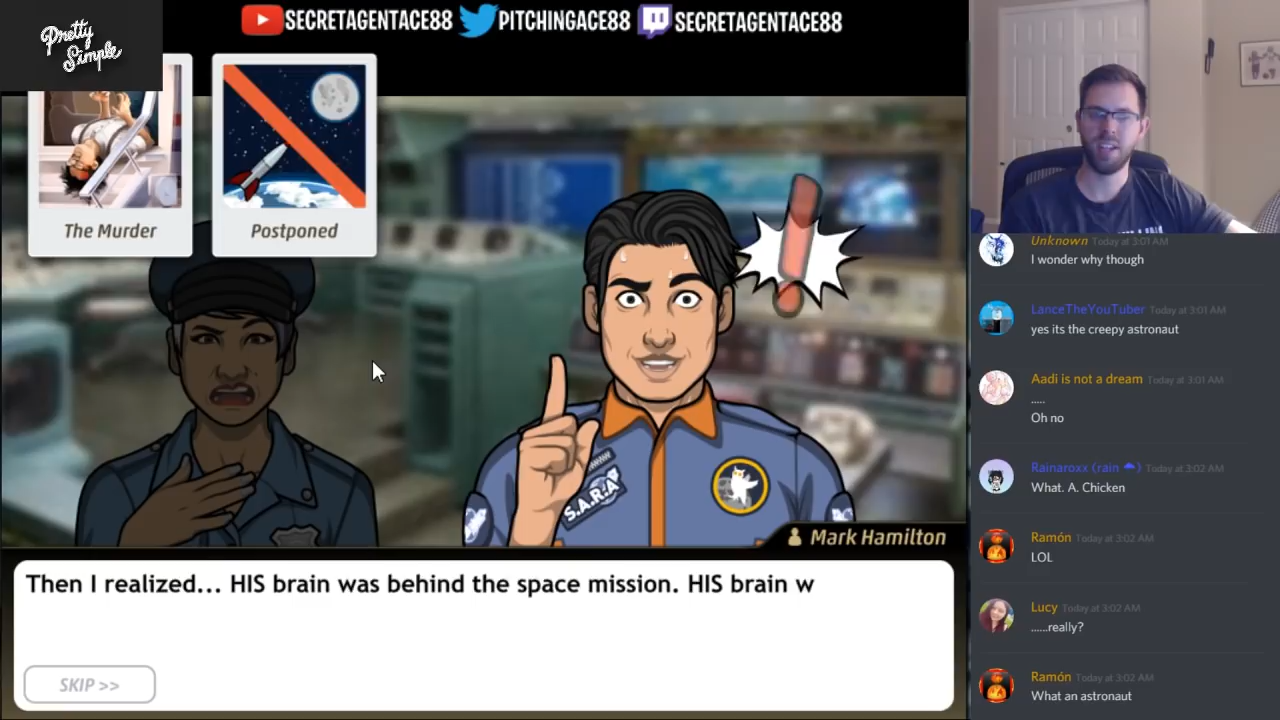 SECRETAGENTACE88 PITCHINGACE88 SECRETAGENTACE88
Pretty
Simple
The Murder
Postponed
S.A.R.A
Mark Hamilton
Then I realized... HIS brain was behind the space mission. HIS brain w
SKIP >>
Unknown Today at 3:01 AM
I wonder why though
LanceTheYouTuber Today at 3:01 AM
yes its the creepy astronaut
Aadi is not a dream Today at 3:01 AM
.....
Oh no
Rainaroxx (rain ☂) Today at 3:02 AM
What. A. Chicken
Ramón Today at 3:02 AM
LOL
Lucy Today at 3:02 AM
......really?
Ramón Today at 3:02 AM
What an astronaut